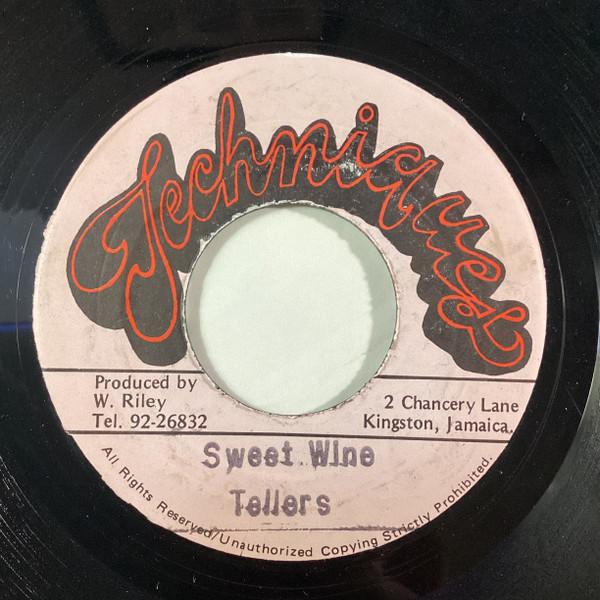 Techniques
Produced by
W. Riley
Tel. 92-26832
2 Chancery Lane
Kingston, Jamaica.
Sweet Wine
Tellers
All Rights Reserved/Unauthorized Copying Strictly Prohibited.